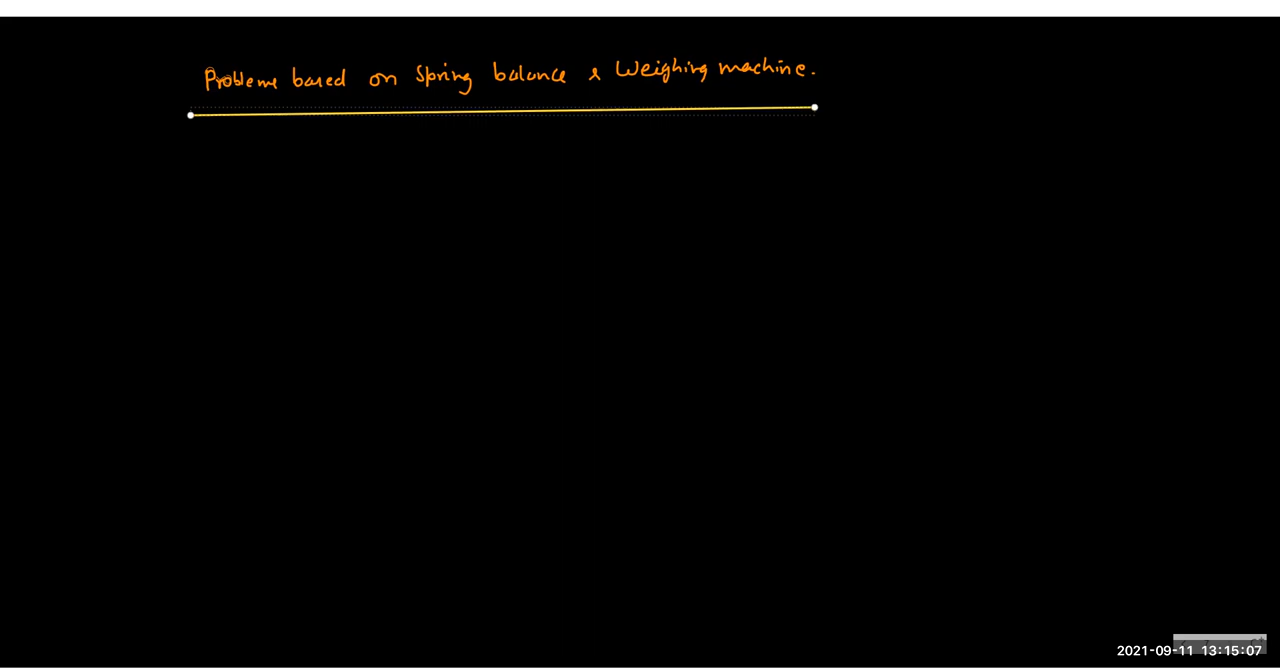 Problems based on Spring balance & Weighing machine.
2021-09-11 13:15:07